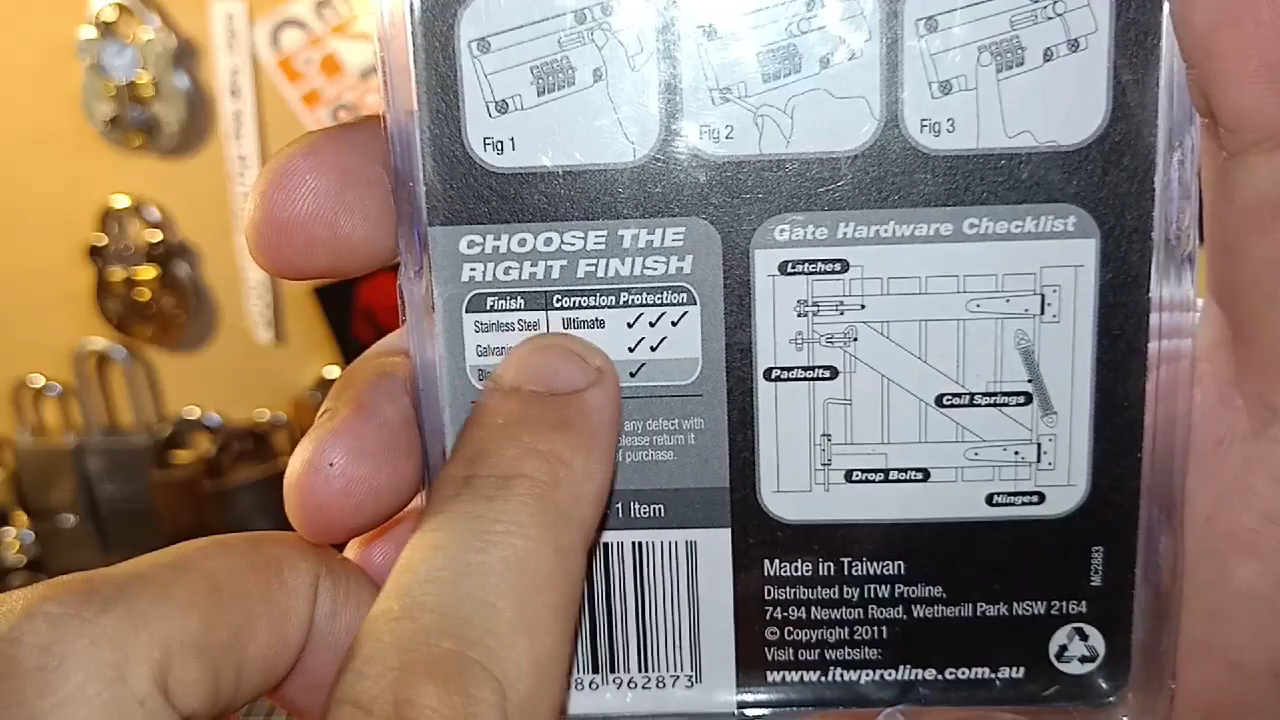 Fig 1
Fig 2
Fig 3
CHOOSE THE
RIGHT FINISH
Finish
Corrosion Protection
Stainless Steel
Ultimate
✓✓✓
✓✓
✓
any defect with
please return it
of purchase.
1 Item
86 962873
Gate Hardware Checklist
Latches
Padbolts
Coil Springs
Drop Bolts
Hinges
Made in Taiwan
Distributed by ITW Proline,
74-94 Newton Road, Wetherill Park NSW 2164
© Copyright 2011
Visit our website:
www.itwproline.com.au
MC2883